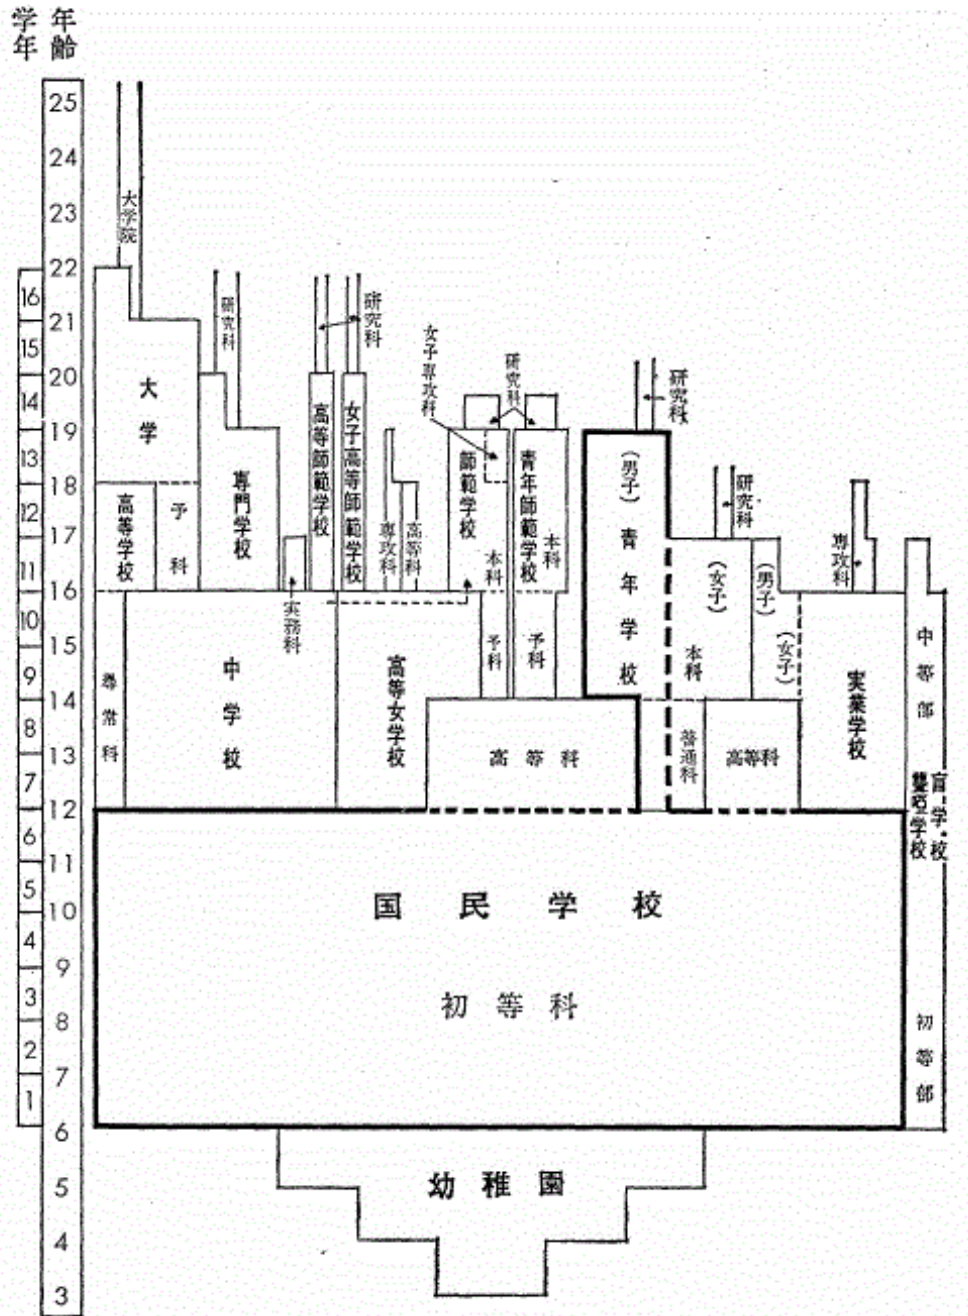 学年
年齢
25
24
23
22
21
20
19
18
17
16
15
14
13
12
11
10
9
8
7
6
5
4
3
16
15
14
13
12
11
10
9
8
7
6
5
4
3
2
1
大学院
大学
研究科
高等学校
予科
専門学校
実務科
高等師範学校
女子高等師範学校
研究科
専攻科
高等科
女子専攻科
研究科
師範学校
本科
予科
青年師範学校
本科
予科
(男子)青年学校
研究科
研究科
(女子)
(男子)
(女子)
本科
普通科
高等科
専攻科
実業学校
中等部
盲学校
聾唖学校
初等部
尋常科
中学校
高等女学校
高等科
国民学校
初等科
幼稚園